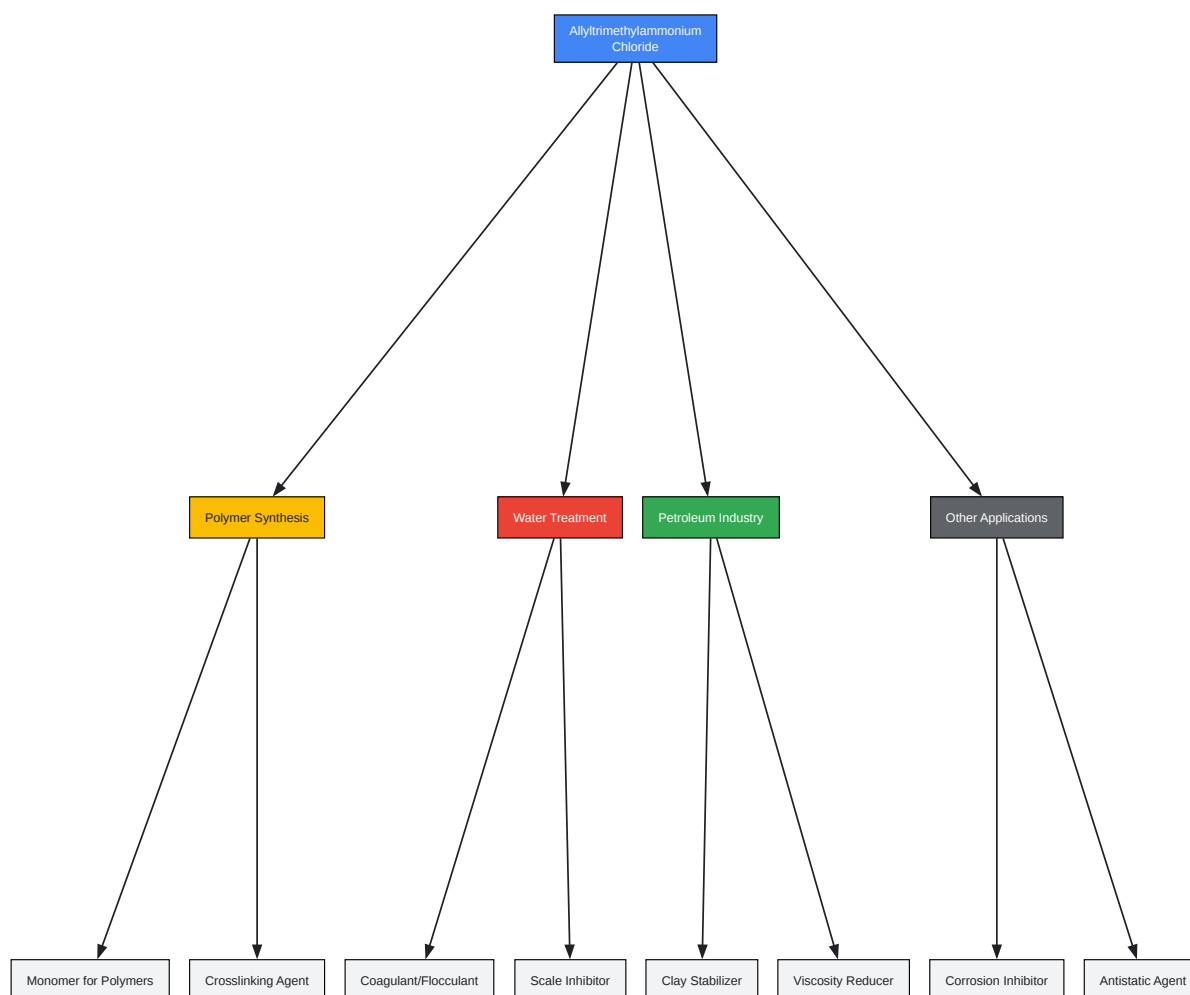 Allyltrimethylammonium
Chloride
Polymer Synthesis
Water Treatment
Petroleum Industry
Other Applications
Monomer for Polymers
Crosslinking Agent
Coagulant/Flocculant
Scale Inhibitor
Clay Stabilizer
Viscosity Reducer
Corrosion Inhibitor
Antistatic Agent